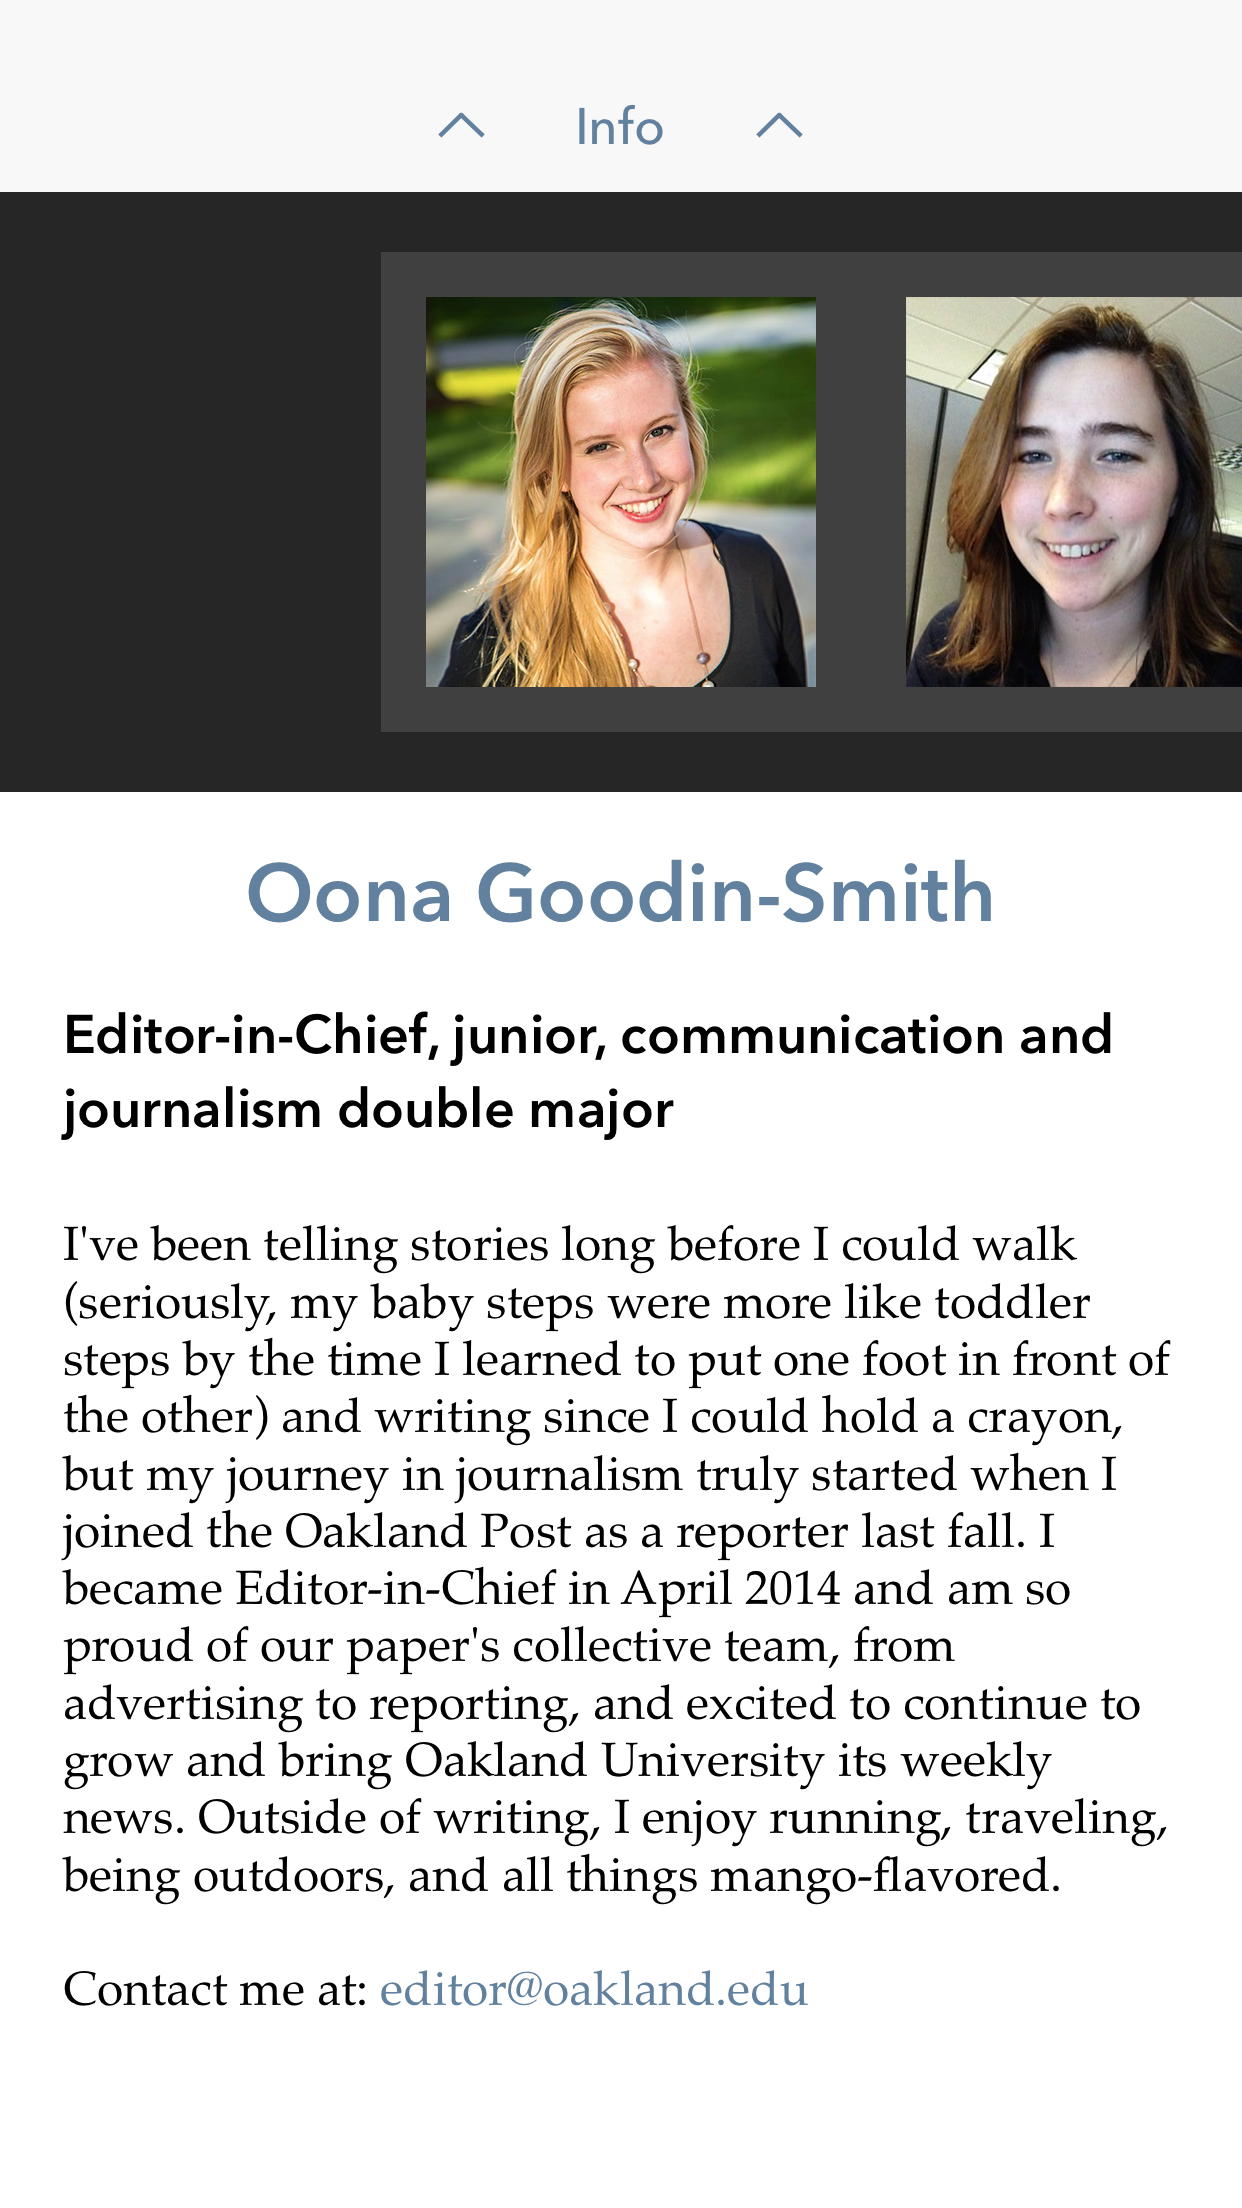 Info
Oona Goodin-Smith
Editor-in-Chief, junior, communication and
journalism double major
I've been telling stories long before I could walk
(seriously, my baby steps were more like toddler
steps by the time I learned to put one foot in front of
the other) and writing since I could hold a crayon,
but my journey in journalism truly started when I
joined the Oakland Post as a reporter last fall. I
became Editor-in-Chief in April 2014 and am so
proud of our paper's collective team, from
advertising to reporting, and excited to continue to
grow and bring Oakland University its weekly
news. Outside of writing, I enjoy running, traveling,
being outdoors, and all things mango-flavored.
Contact me at: editor@oakland.edu